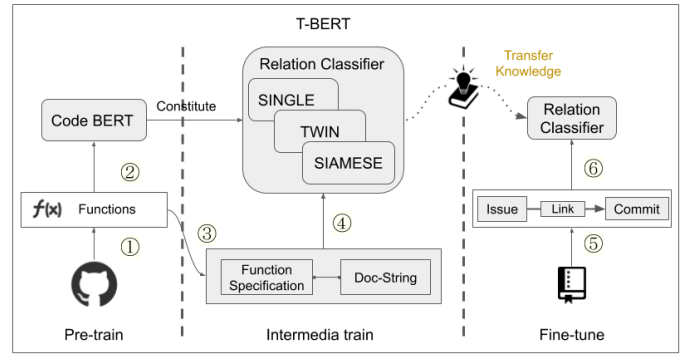 T-BERT
Relation Classifier
SINGLE
TWIN
SIAMESE
Transfer
Knowledge
Code BERT
Constitute
Relation
Classifier
②
⑥
f(x) Functions
③
④
Issue
Link
Commit
①
⑤
Function
Specification
Doc-String
Pre-train
Intermedia train
Fine-tune